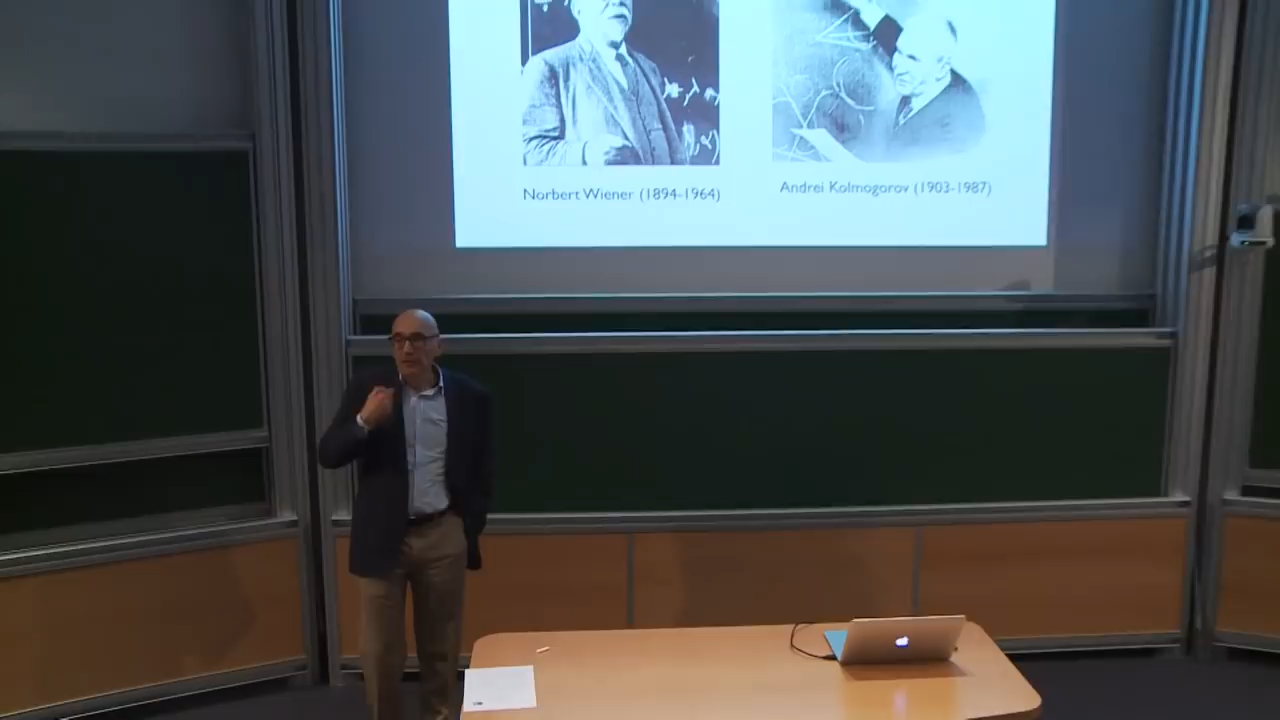 Norbert Wiener (1894-1964)
Andrei Kolmogorov (1903-1987)